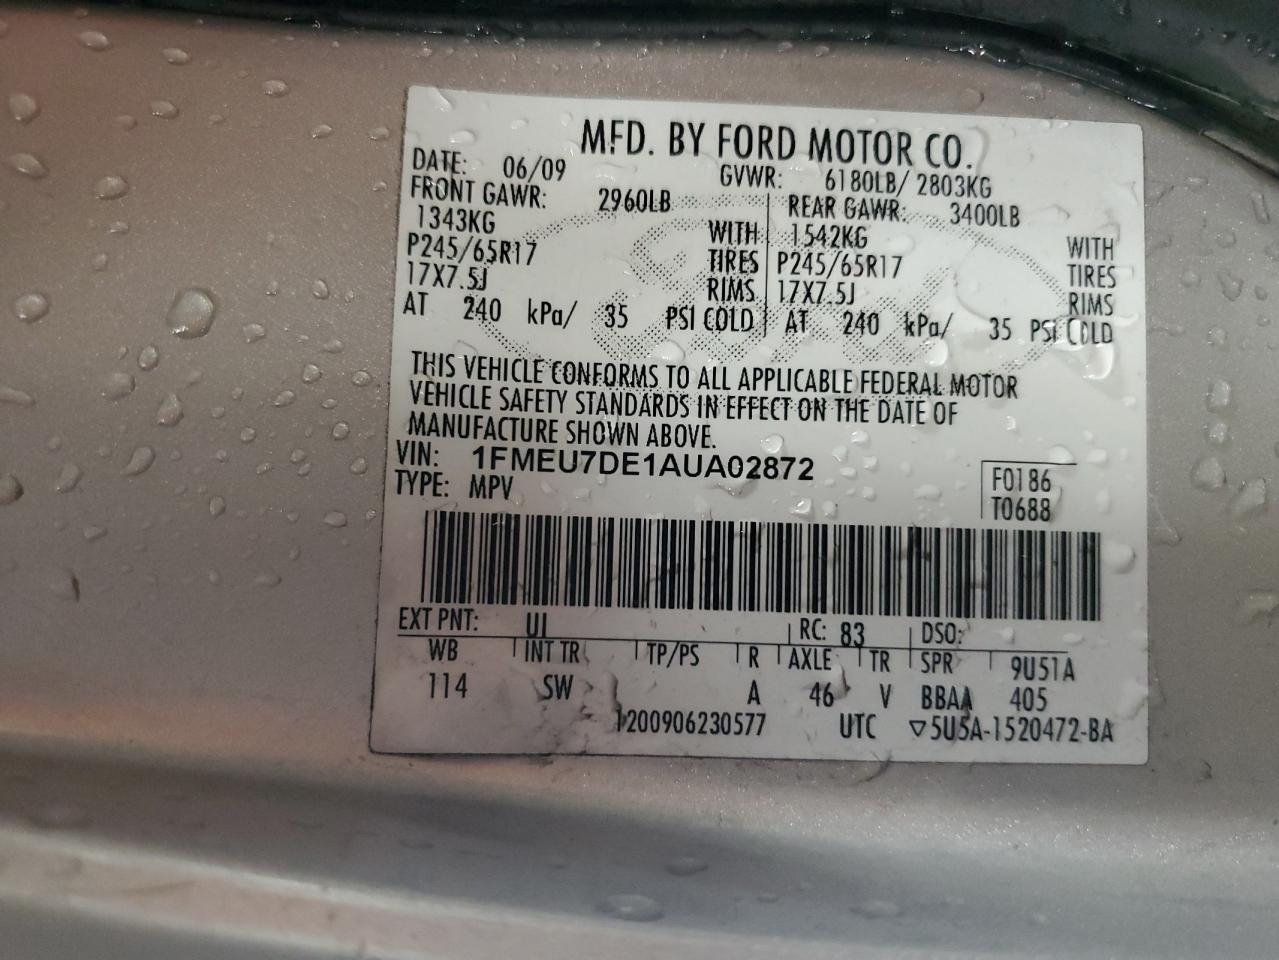 MFD. BY FORD MOTOR CO.
DATE: 06/09 GVWR: 6180LB/ 2803KG
FRONT GAWR: 2960LB REAR GAWR: 3400LB
1343KG WITH 1542KG WITH
P245/65R17 TIRES P245/65R17 TIRES
17X7.5J RIMS 17X7.5J RIMS
AT 240 kPa/ 35 PSI COLD AT 240 kPa/ 35 PSI COLD
THIS VEHICLE CONFORMS TO ALL APPLICABLE FEDERAL MOTOR
VEHICLE SAFETY STANDARDS IN EFFECT ON THE DATE OF
MANUFACTURE SHOWN ABOVE.
VIN: 1FMEU7DE1AUA02872 F0186
TYPE: MPV T0688
EXT PNT: UI RC: 83 DSO:
WB INT TR TP/PS R AXLE TR SPR 9U51A
114 SW A 46 V BBAA 405
1200906230577 UTC ▽5U5A-1520472-BA